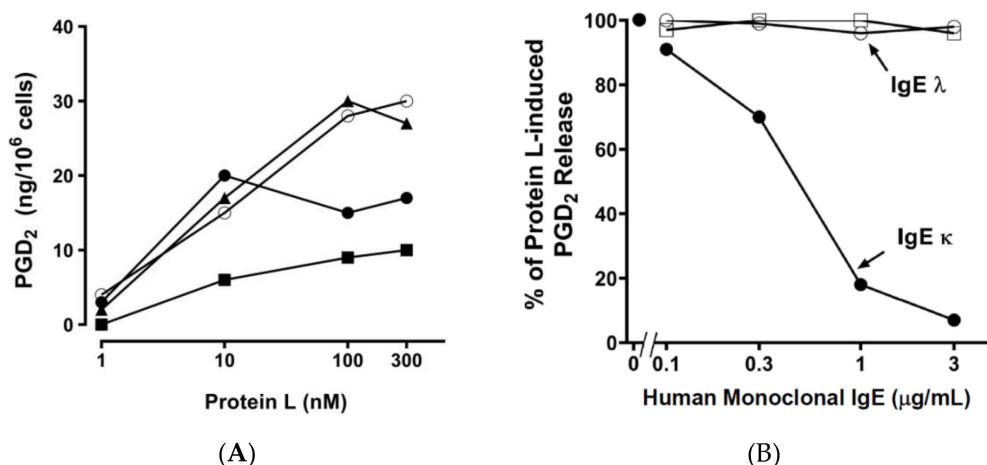 PGD₂ (ng/10⁶ cells)
40
30
20
10
0
1
10
100
300
Protein L (nM)
(A)
% of Protein L-induced
PGD₂ Release
100
80
60
40
20
0
IgE λ
IgE κ
0
0.1
0.3
1
3
Human Monoclonal IgE (μg/mL)
(B)